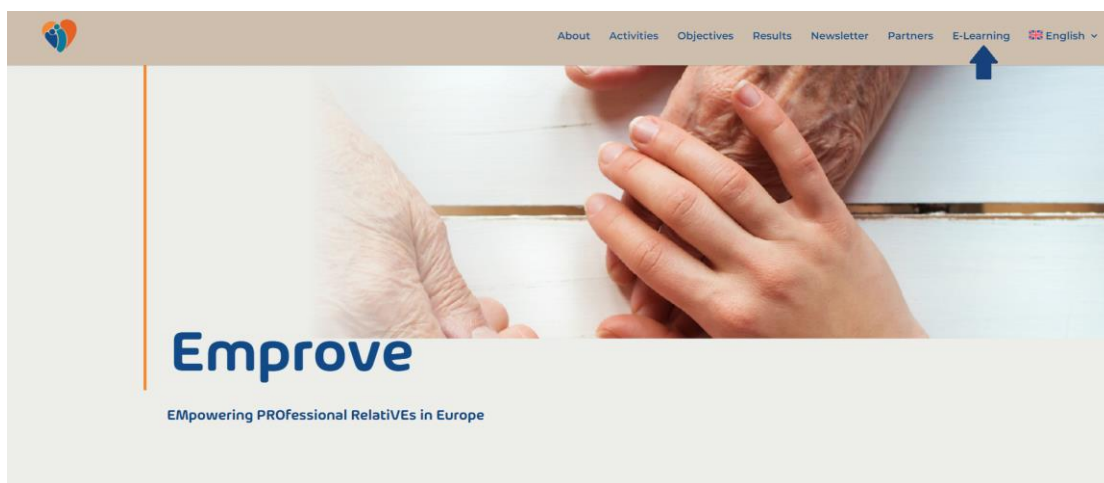 About Activities Objectives Results Newsletter Partners E-Learning English
Emprove
EMpowering PROfessional RelatiVEs in Europe